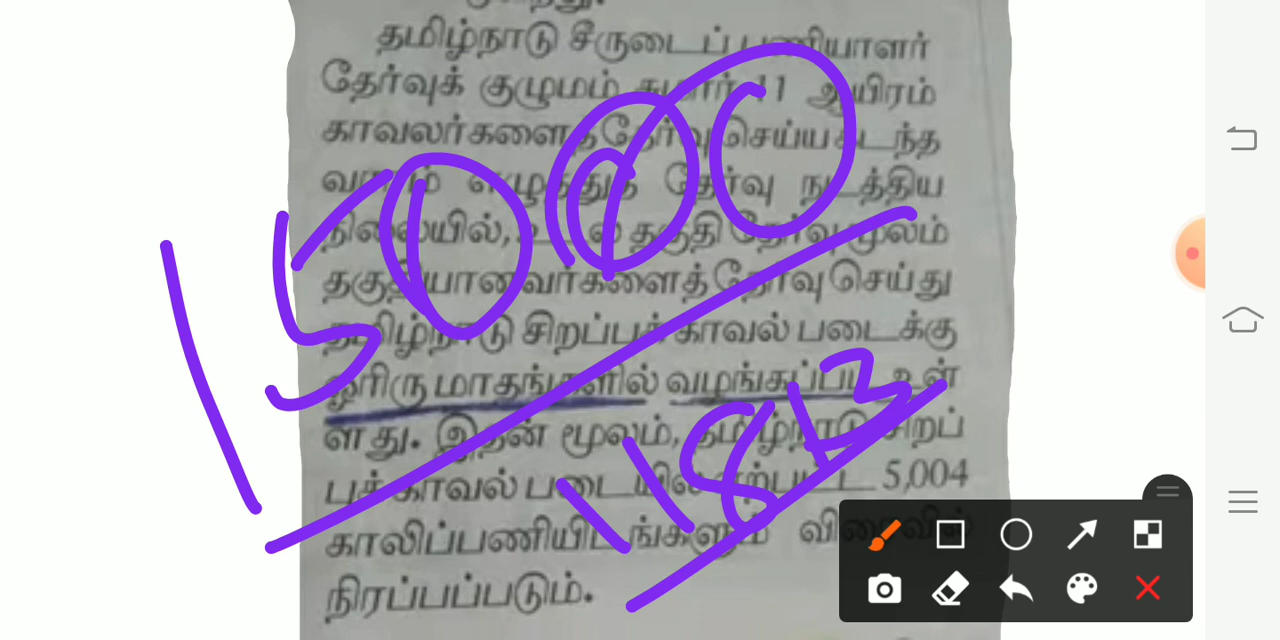 தமிழ்நாடு சீருடைப் பணியாளர்
தேர்வுக் குழுமம் சுமார் 11 ஆயிரம்
காவலர்களைத் தேர்வு செய்ய கடந்த
வாரம் எழுத்துத் தேர்வு நடத்திய
நிலையில், உடல் தகுதி தேர்வு மூலம்
தகுதியானவர்களைத் தேர்வு செய்து
தமிழ்நாடு சிறப்புக் காவல் படைக்கு
ஓரிரு மாதங்களில் வழங்கப்பட உள்
ளது. இதன் மூலம், தமிழ்நாடு சிறப்
புக் காவல் படையில் ஏற்பட்ட 5,004
காலிப்பணியிடங்களும் விரைவில்
நிரப்பப்படும்.
15000
11813